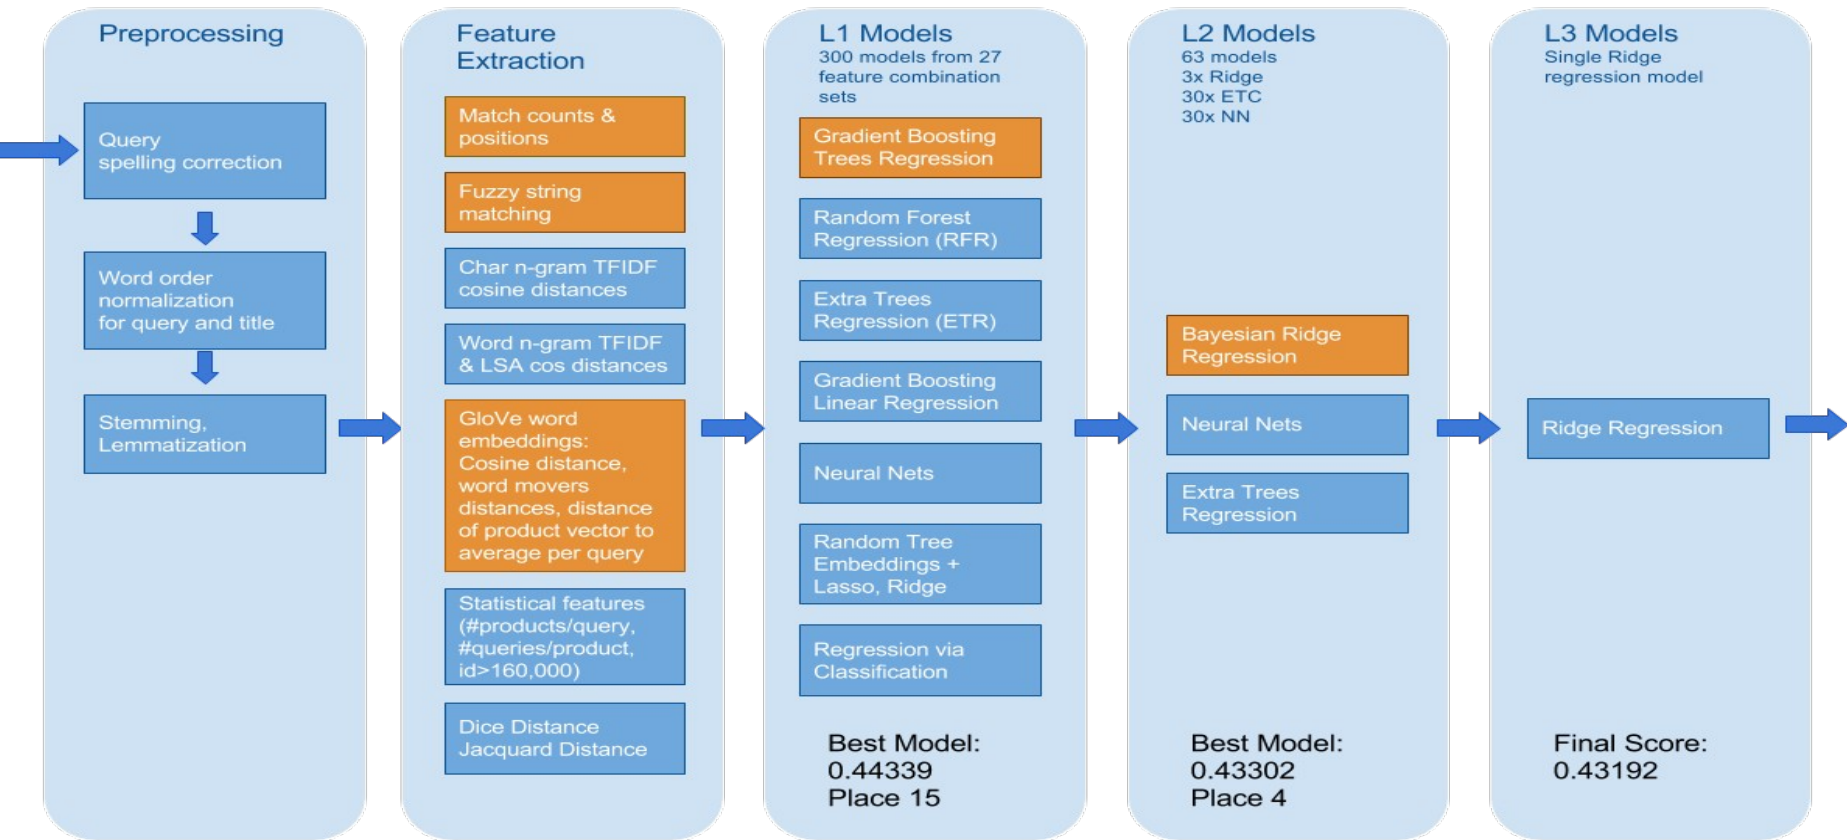 Preprocessing
Query
spelling correction
Word order
normalization
for query and title
Stemming,
Lemmatization
Feature
Extraction
Match counts &
positions
Fuzzy string
matching
Char n-gram TFIDF
cosine distances
Word n-gram TFIDF
& LSA cos distances
GloVe word
embeddings:
Cosine distance,
word movers
distances, distance
of product vector to
average per query
Statistical features
(#products/query,
#queries/product,
id>160,000)
Dice Distance
Jacquard Distance
L1 Models
300 models from 27
feature combination
sets
Gradient Boosting
Trees Regression
Random Forest
Regression (RFR)
Extra Trees
Regression (ETR)
Gradient Boosting
Linear Regression
Neural Nets
Random Tree
Embeddings +
Lasso, Ridge
Regression via
Classification
Best Model:
0.44339
Place 15
L2 Models
63 models
3x Ridge
30x ETC
30x NN
Bayesian Ridge
Regression
Neural Nets
Extra Trees
Regression
Best Model:
0.43302
Place 4
L3 Models
Single Ridge
regression model
Ridge Regression
Final Score:
0.43192